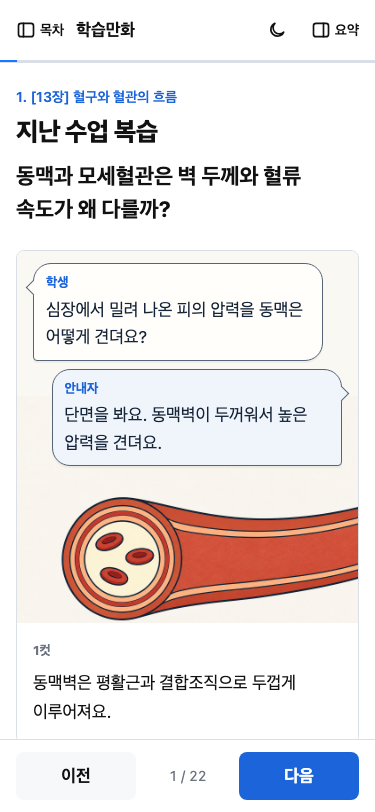 목차 학습만화 요약
1. [13장] 혈구와 혈관의 흐름
지난 수업 복습
동맥과 모세혈관은 벽 두께와 혈류
속도가 왜 다를까?
학생
심장에서 밀려 나온 피의 압력을 동맥은
어떻게 견뎌요?
안내자
단면을 봐요. 동맥벽이 두꺼워서 높은
압력을 견뎌요.
1컷
동맥벽은 평활근과 결합조직으로 두껍게
이루어져요.
이전 1 / 22 다음